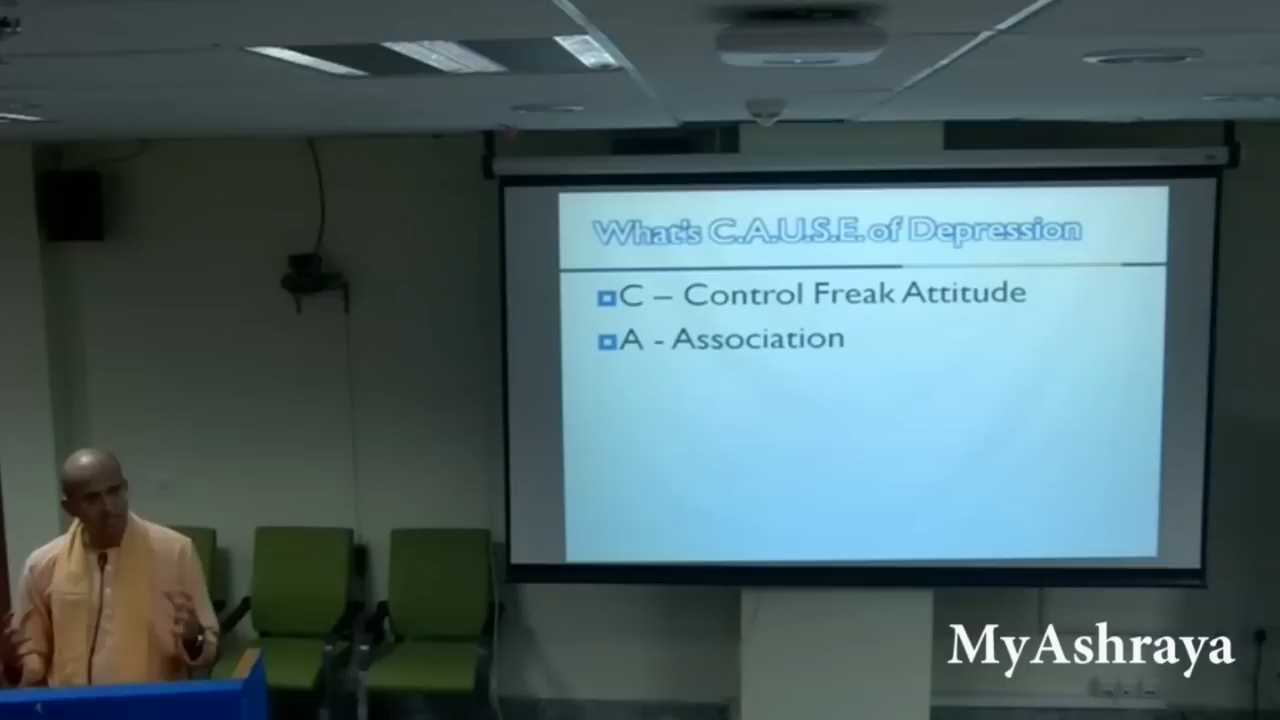 What's C.A.U.S.E. of Depression
C – Control Freak Attitude
A - Association
MyAshraya